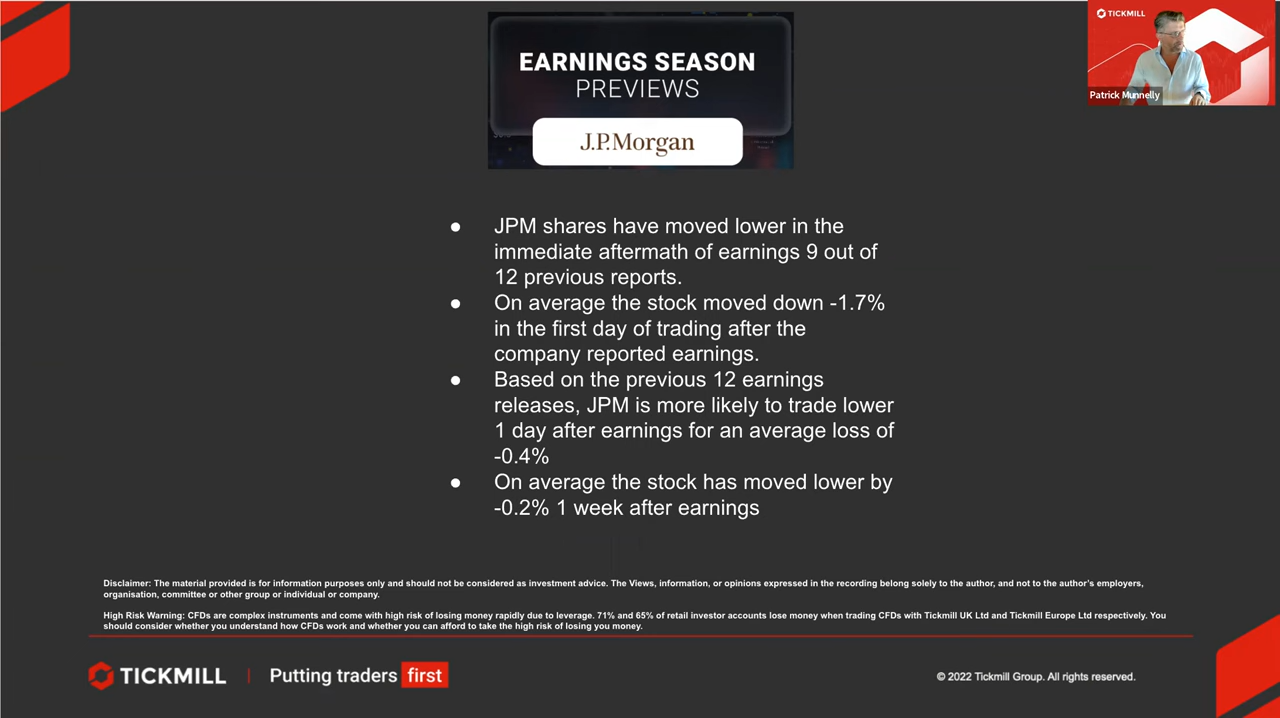 EARNINGS SEASON
PREVIEWS
J.P.Morgan
TICKMILL
Patrick Munnelly
● JPM shares have moved lower in the
immediate aftermath of earnings 9 out of
12 previous reports.
● On average the stock moved down -1.7%
in the first day of trading after the
company reported earnings.
● Based on the previous 12 earnings
releases, JPM is more likely to trade lower
1 day after earnings for an average loss of
-0.4%
● On average the stock has moved lower by
-0.2% 1 week after earnings
Disclaimer: The material provided is for information purposes only and should not be considered as investment advice. The Views, information, or opinions expressed in the recording belong solely to the author, and not to the author's employers,
organisation, committee or other group or individual or company.
High Risk Warning: CFDs are complex instruments and come with high risk of losing money rapidly due to leverage. 71% and 65% of retail investor accounts lose money when trading CFDs with Tickmill UK Ltd and Tickmill Europe Ltd respectively. You
should consider whether you understand how CFDs work and whether you can afford to take the high risk of losing you money.
TICKMILL | Putting traders first
© 2022 Tickmill Group. All rights reserved.